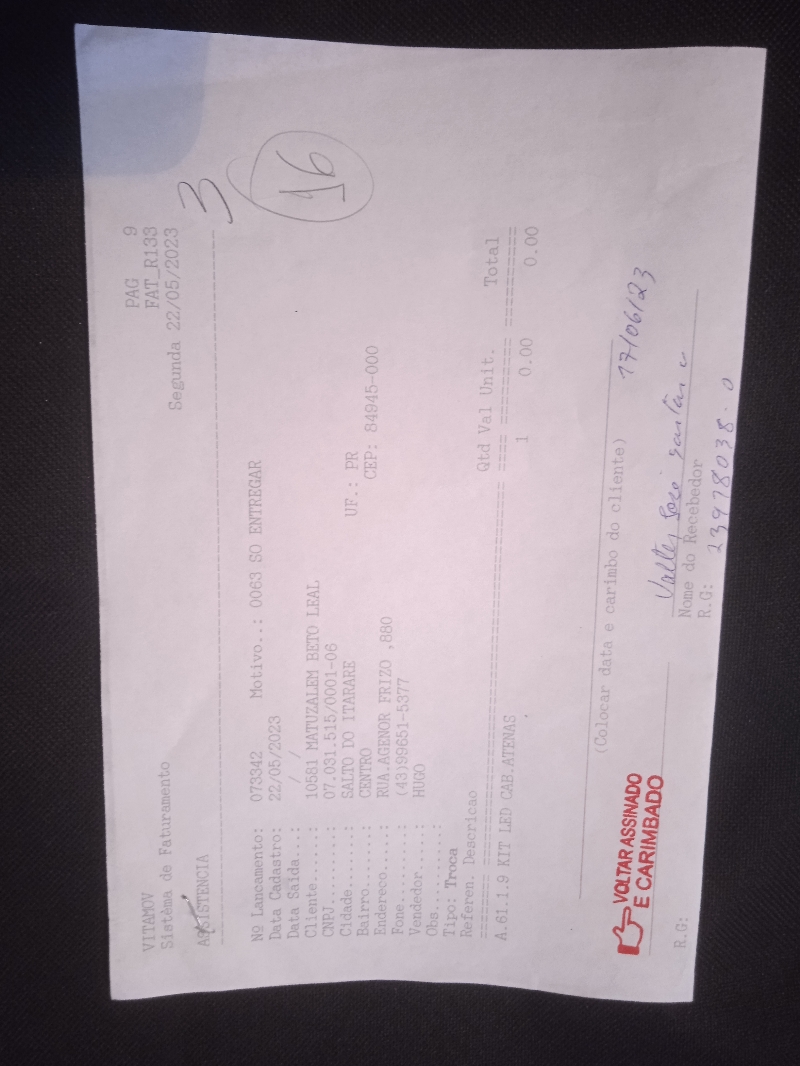 VITAMOV PAG 9
Sistema de Faturamento FAT_R133
Segunda 22/05/2023
ASSISTENCIA 3
16
Nº Lancamento: 073342 Motivo..: 0063 SO ENTREGAR
Data Cadastro: 22/05/2023
Data Saida...: / /
Cliente......: 10581 MATUZALEM BETO LEAL
CNPJ.........: 07.031.515/0001-06
Cidade.......: SALTO DO ITARARE UF.: PR
Bairro.......: CENTRO CEP: 84945-000
Endereco.....: RUA.AGENOR FRIZO ,880
Fone.........: (43)99651-5377
Vendedor.....: HUGO
Obs..........:
Tipo: Troca
Referen. Descricao Qtd Val Unit. Total
A.61.1.9 KIT LED CAB.ATENAS 1 0.00 0.00
(Colocar data e carimbo do cliente) 17/06/23
VOLTAR ASSINADO
E CARIMBADO
Nome do Recebedor
R.G: R.G: 23978038-0